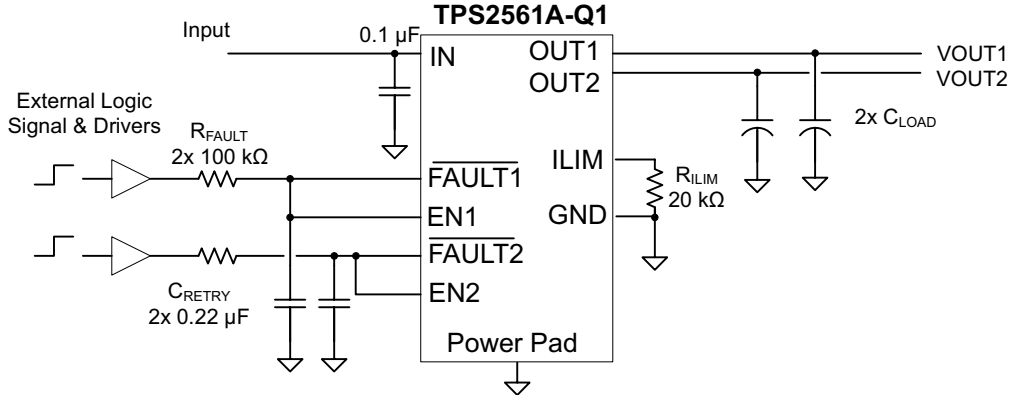 TPS2561A-Q1
Input
0.1 µF
IN
OUT1
VOUT1
OUT2
VOUT2
External Logic
Signal & Drivers
2x CLOAD
RFAULT
2x 100 kΩ
ILIM
RILIM
20 kΩ
FAULT1
EN1
GND
FAULT2
EN2
CRETRY
2x 0.22 µF
Power Pad